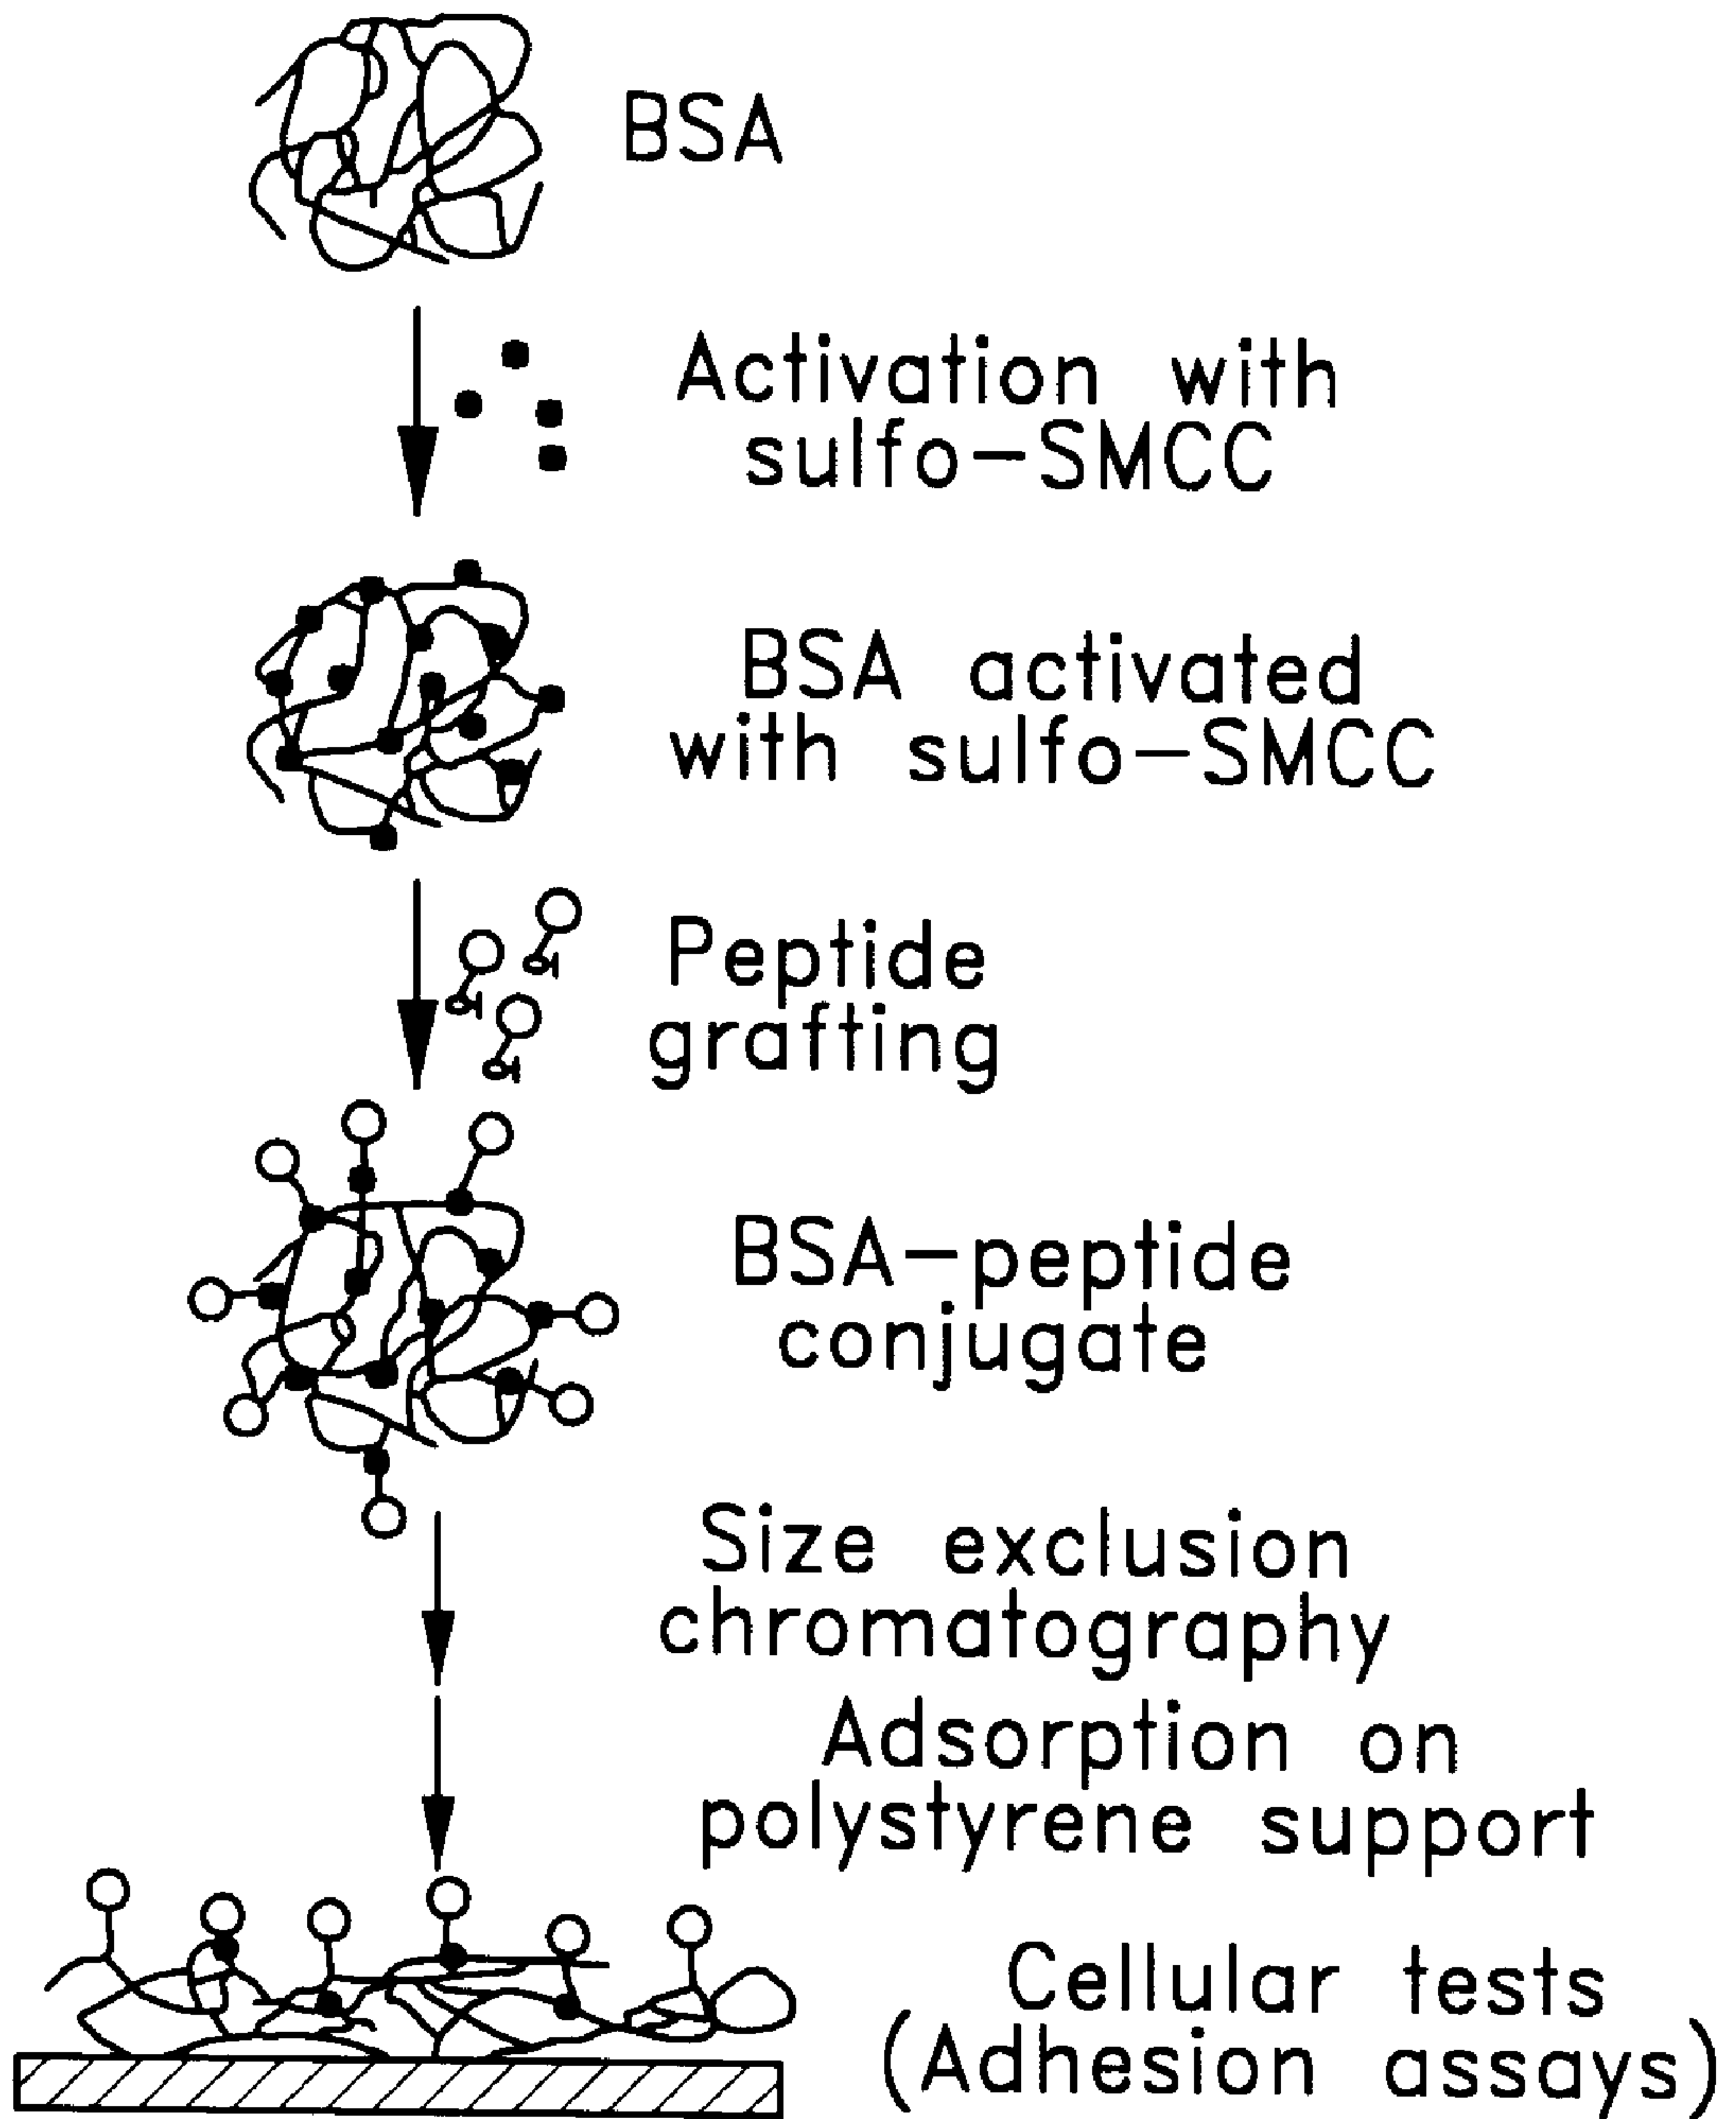 BSA
Activation with
sulfo-SMCC
BSA activated
with sulfo-SMCC
Peptide
grafting
BSA-peptide
conjugate
Size exclusion
chromatography
Adsorption on
polystyrene support
Cellular tests
(Adhesion assays)